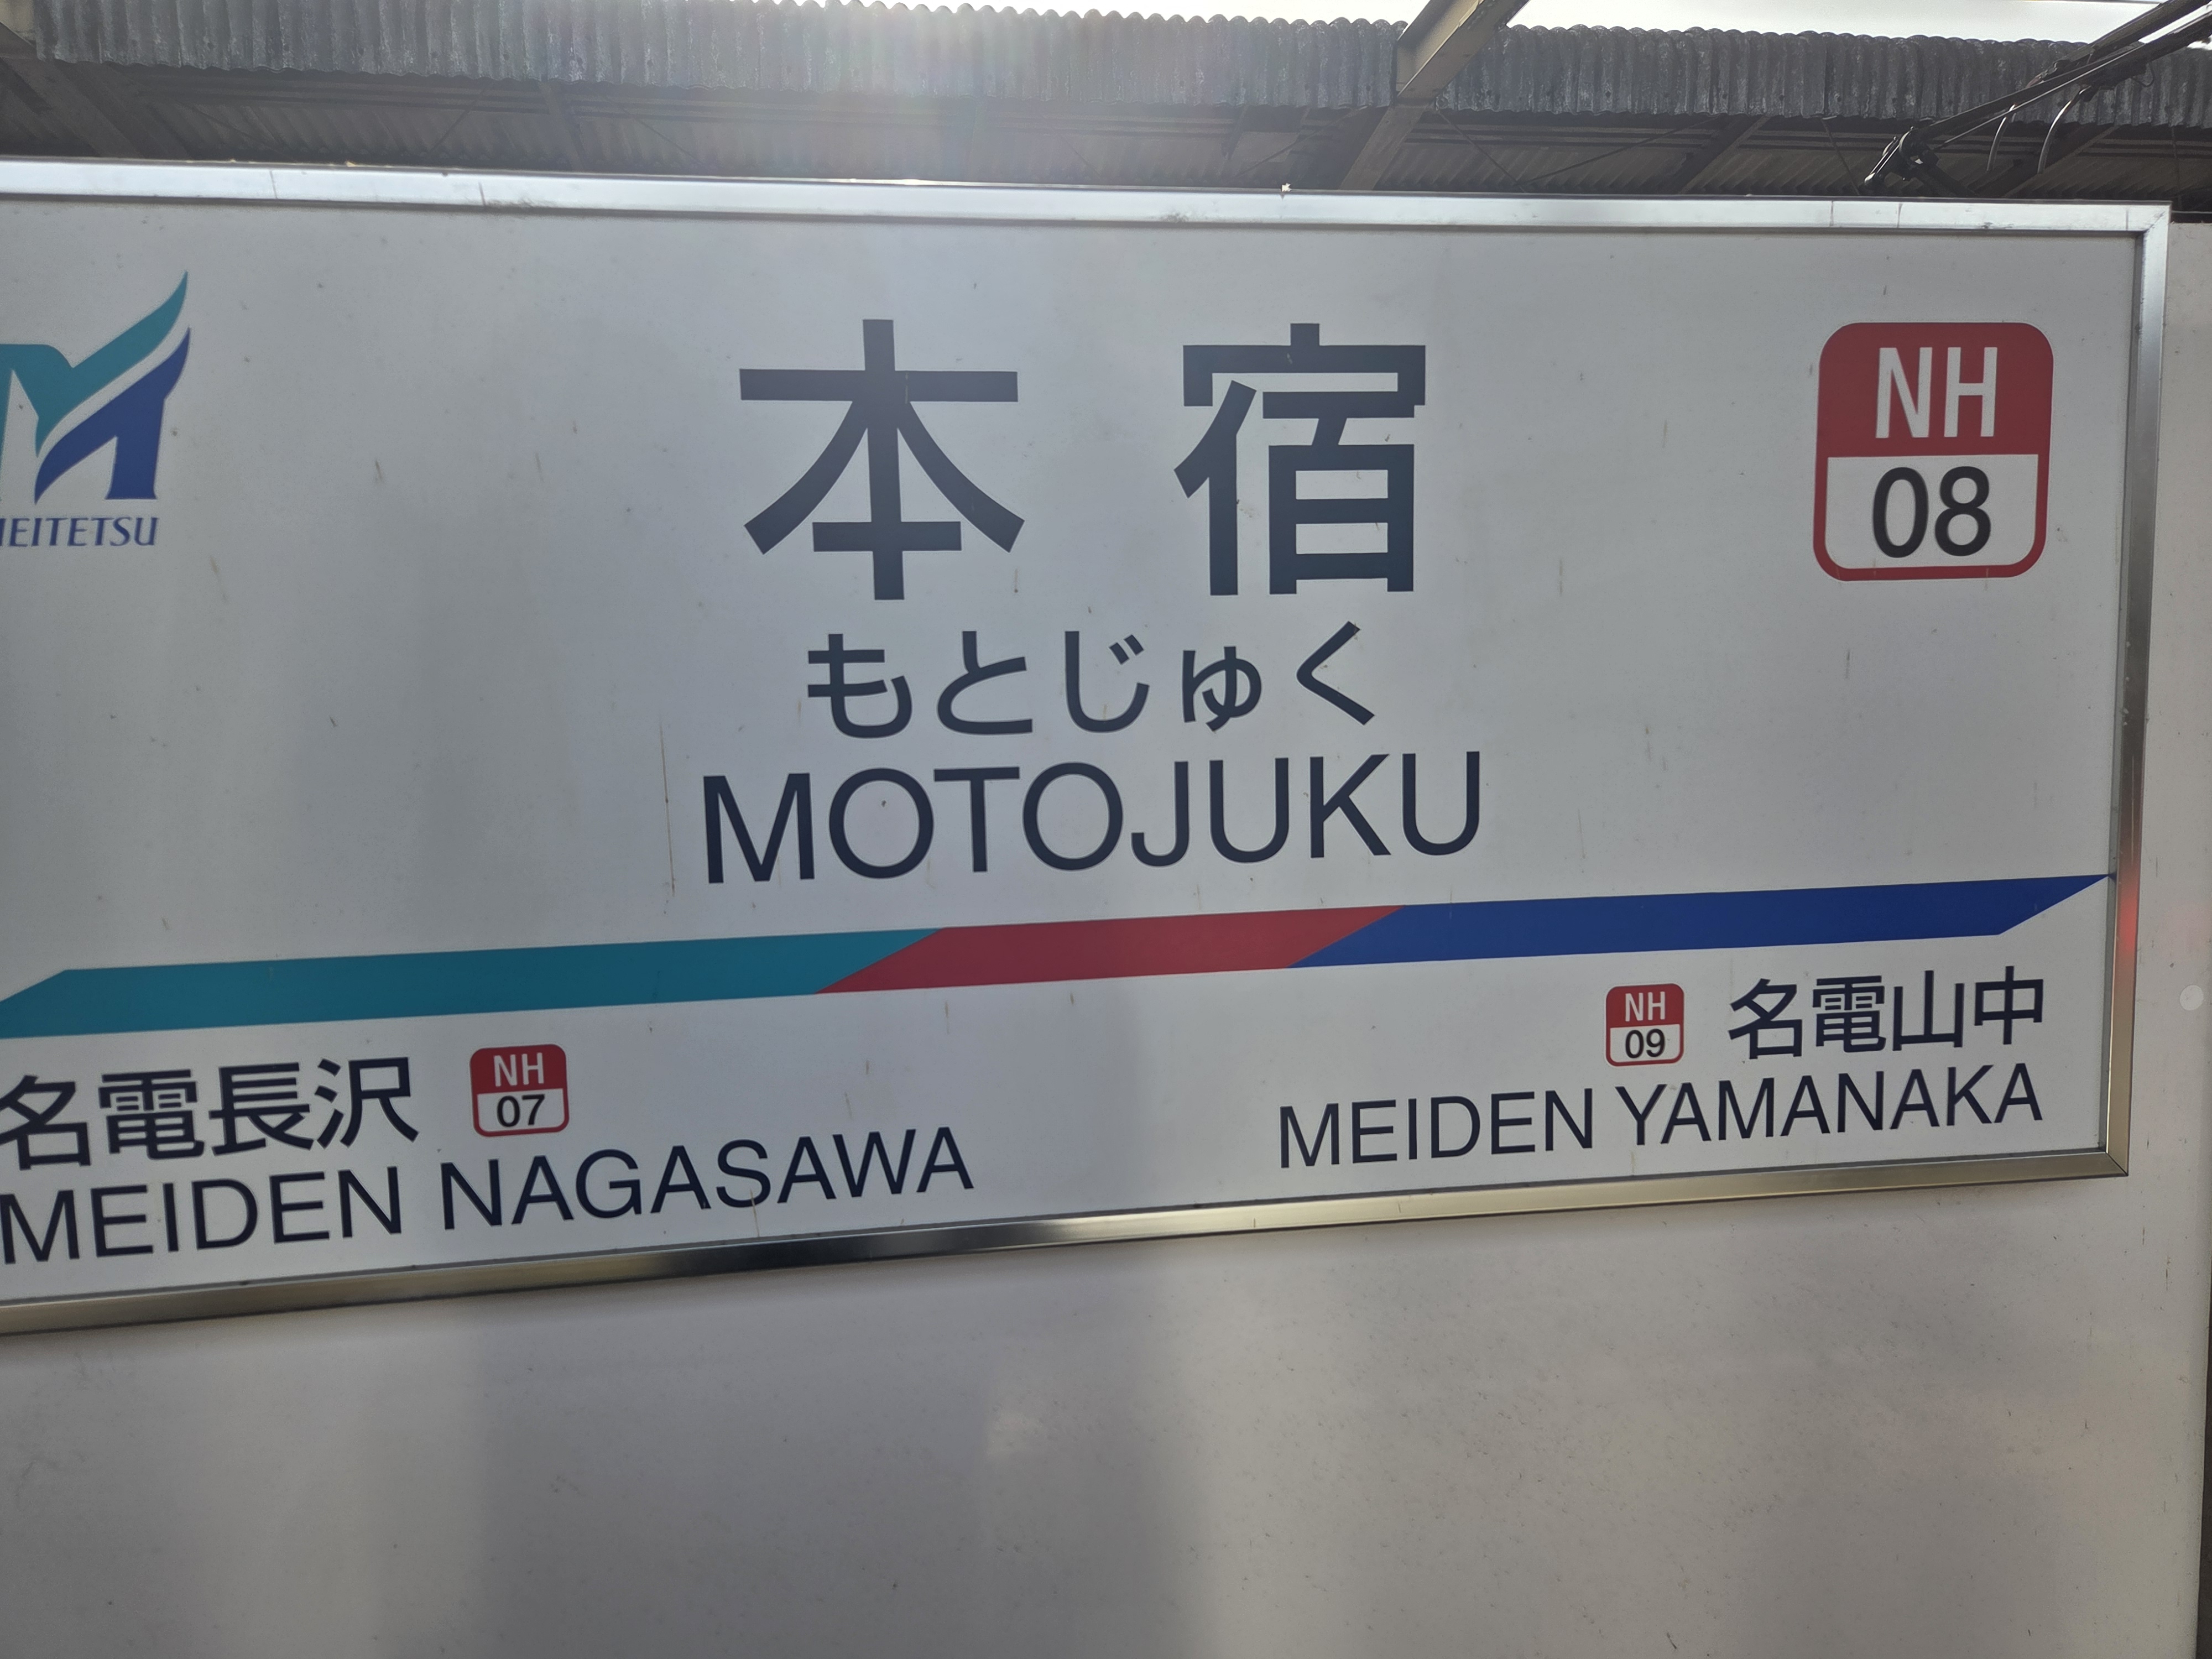 MEITETSU
本宿
もとじゅく
MOTOJUKU
NH
08
名電長沢
NH
07
MEIDEN NAGASAWA
NH
09
名電山中
MEIDEN YAMANAKA